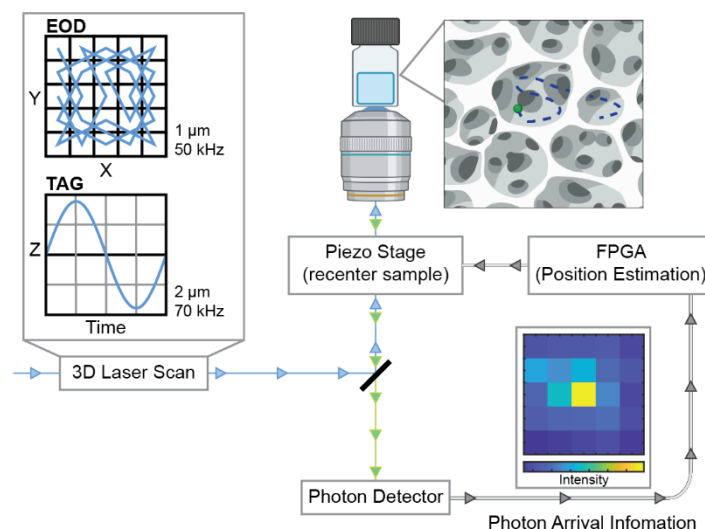 EOD
Y
X
1 µm
50 kHz
TAG
Z
Time
2 µm
70 kHz
3D Laser Scan
Piezo Stage
(recenter sample)
FPGA
(Position Estimation)
Intensity
Photon Detector
Photon Arrival Infomation